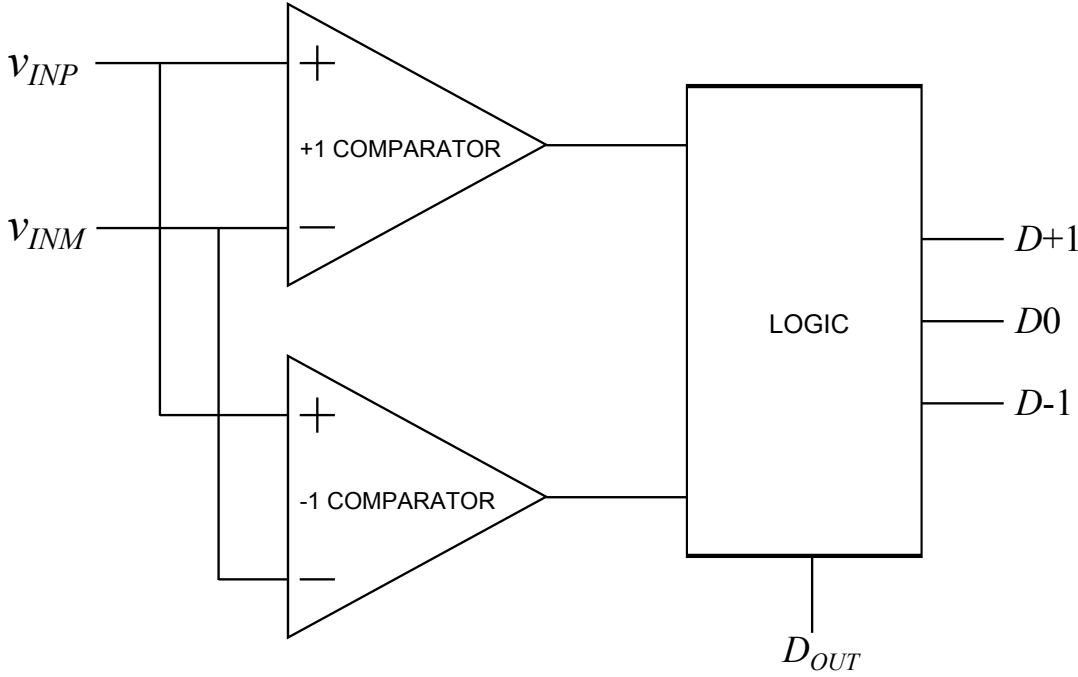 v_INP
+
+1 COMPARATOR
v_INM
−
D+1
D0
LOGIC
D-1
+
-1 COMPARATOR
−
D_OUT